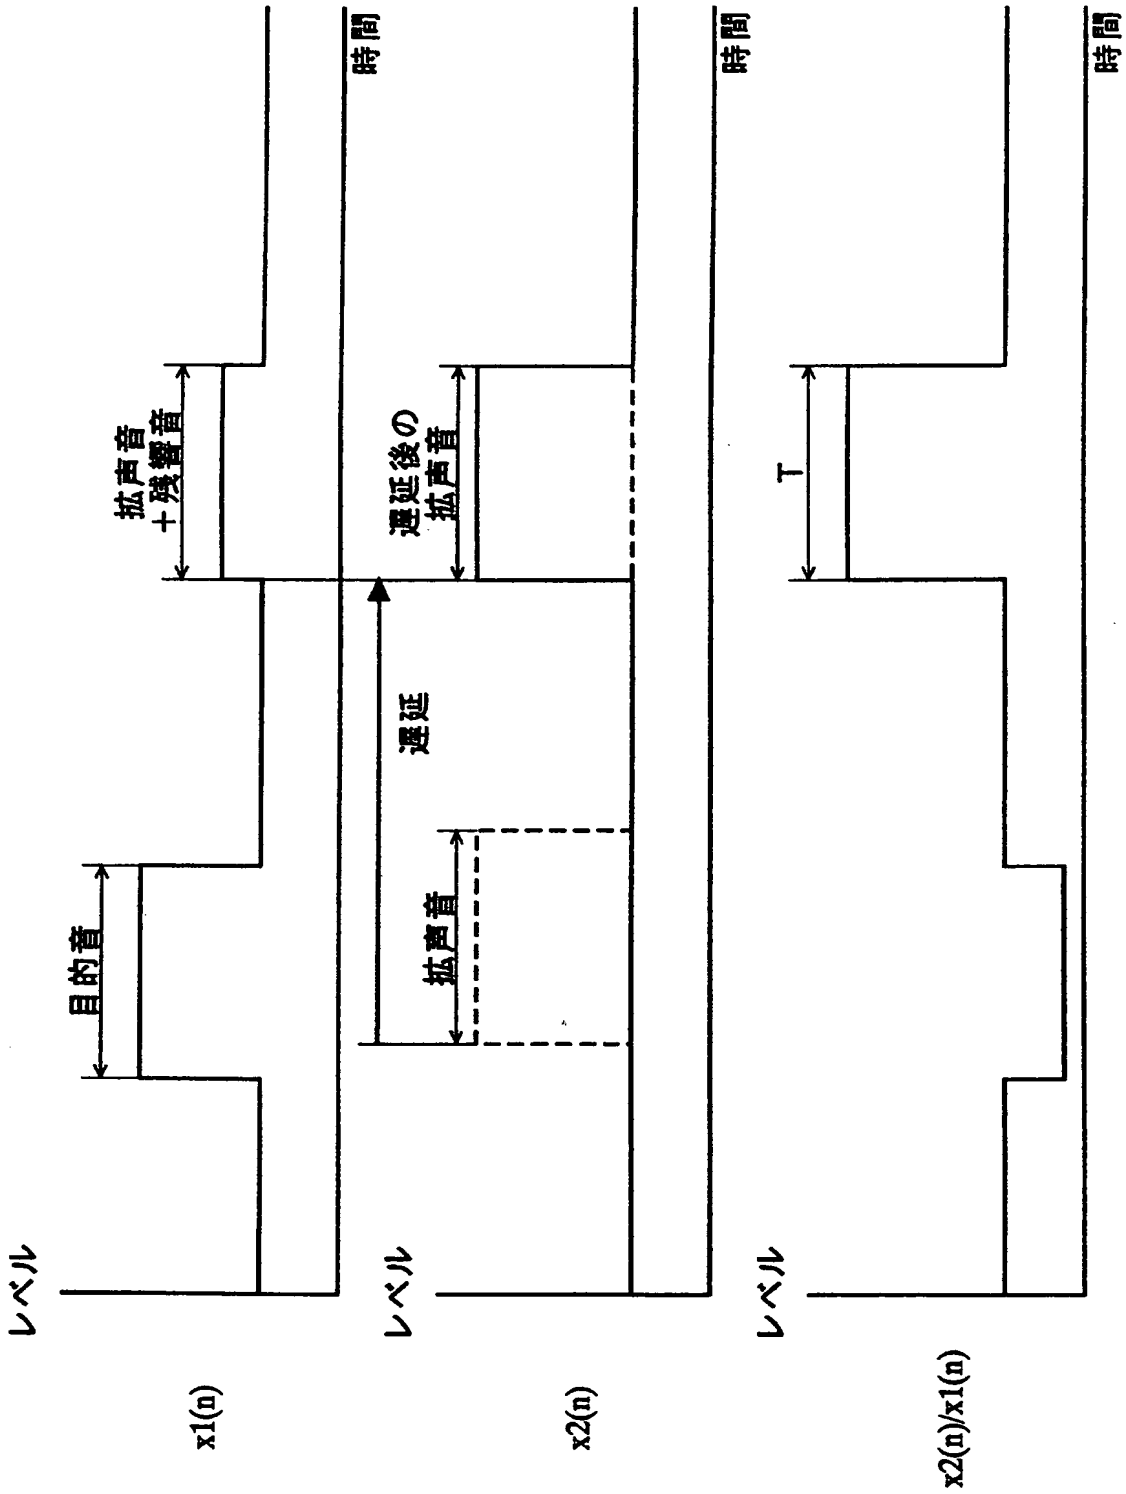 レベル
x1(n)
目的音
拡声音
＋残響音
時間
レベル
x2(n)
拡声音
遅延
遅延後の
拡声音
時間
レベル
x2(n)/x1(n)
T
時間